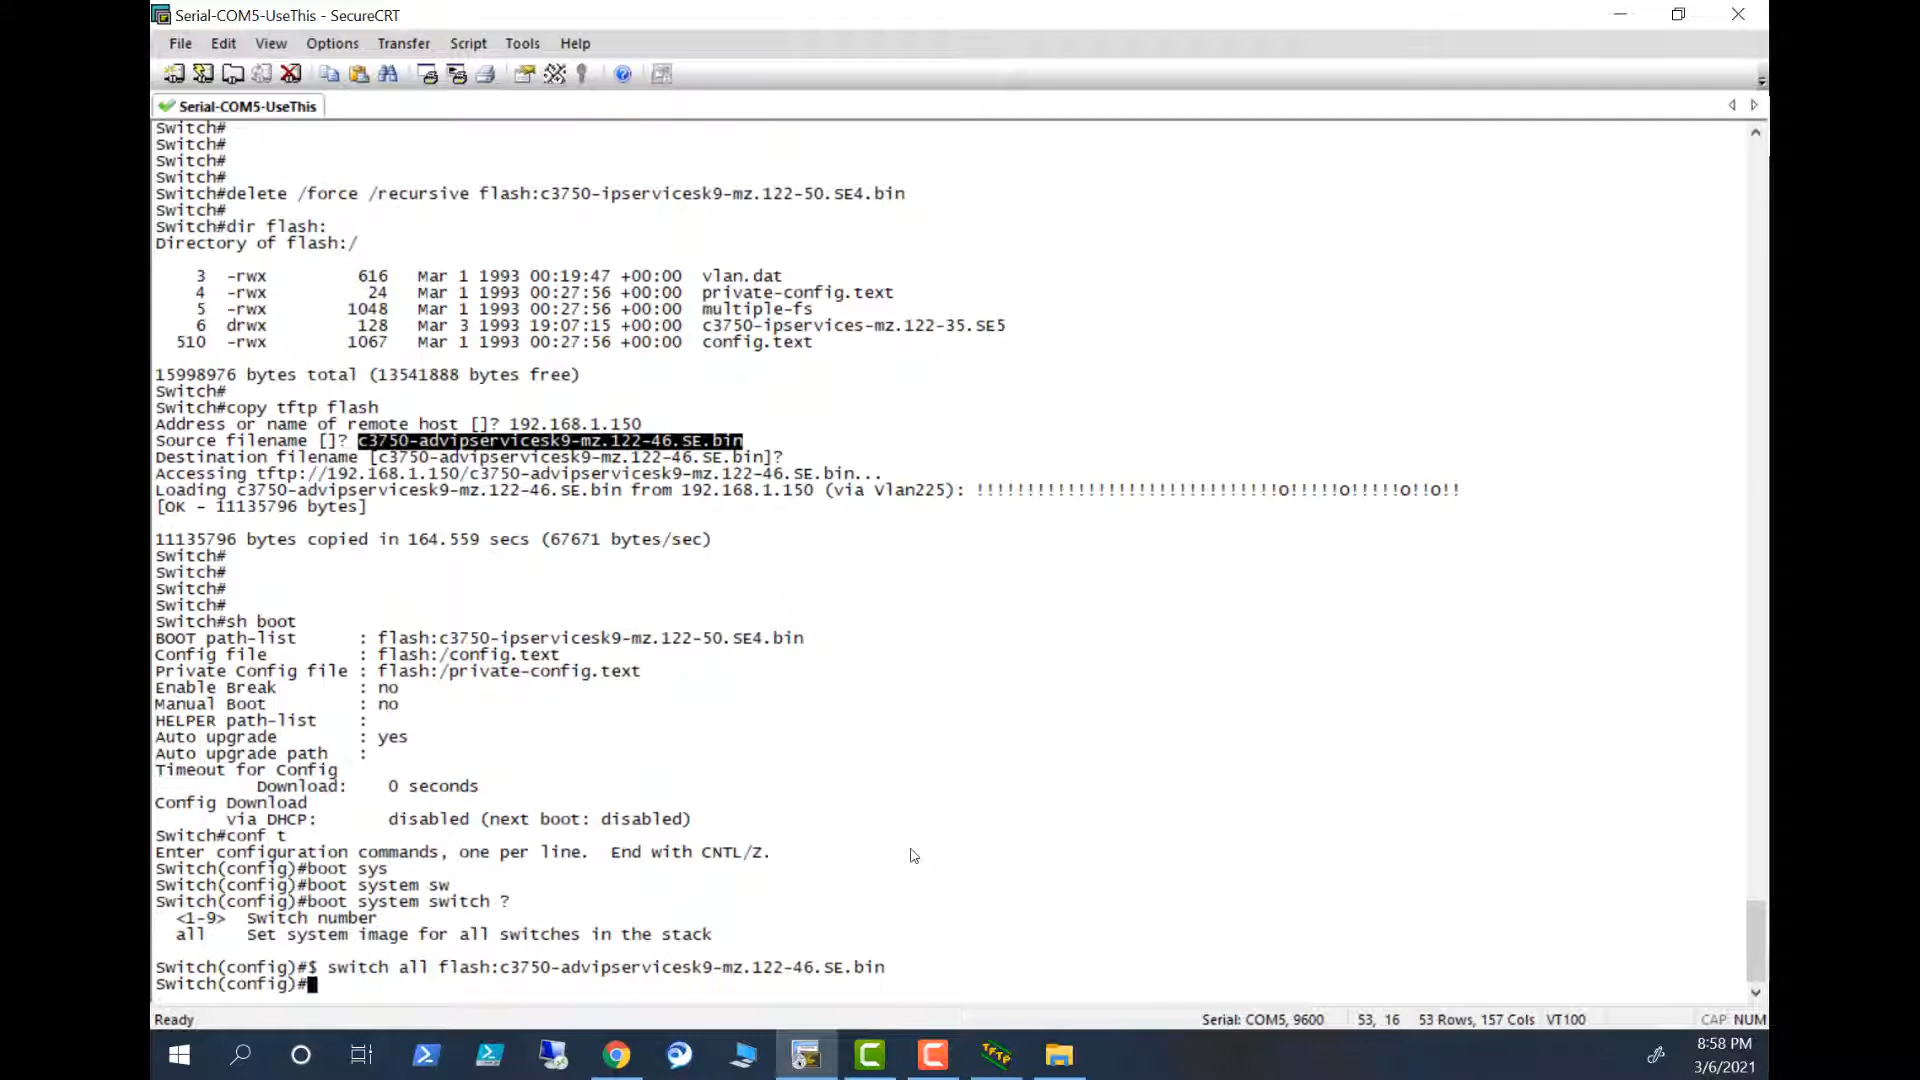 Serial-COM5-UseThis - SecureCRT
File Edit View Options Transfer Script Tools Help
Serial-COM5-UseThis
Switch#
Switch#
Switch#
Switch#
Switch#delete /force /recursive flash:c3750-ipservicesk9-mz.122-50.SE4.bin
Switch#
Switch#dir flash:
Directory of flash:/
3 -rwx 616 Mar 1 1993 00:19:47 +00:00 vlan.dat
4 -rwx 24 Mar 1 1993 00:27:56 +00:00 private-config.text
5 -rwx 1048 Mar 1 1993 00:27:56 +00:00 multiple-fs
6 drwx 128 Mar 3 1993 19:07:15 +00:00 c3750-ipservices-mz.122-35.SE5
510 -rwx 1067 Mar 1 1993 00:27:56 +00:00 config.text
15998976 bytes total (13541888 bytes free)
Switch#
Switch#copy tftp flash
Address or name of remote host []? 192.168.1.150
Source filename []? c3750-advipservicesk9-mz.122-46.SE.bin
Destination filename [c3750-advipservicesk9-mz.122-46.SE.bin]?
Accessing tftp://192.168.1.150/c3750-advipservicesk9-mz.122-46.SE.bin...
Loading c3750-advipservicesk9-mz.122-46.SE.bin from 192.168.1.150 (via Vlan225): !!!!!!!!!!!!!!!!!!!!!!!!!!!!!!O!!!!!O!!!!!O!!O!!
[OK - 11135796 bytes]
11135796 bytes copied in 164.559 secs (67671 bytes/sec)
Switch#
Switch#
Switch#
Switch#
Switch#sh boot
BOOT path-list : flash:c3750-ipservicesk9-mz.122-50.SE4.bin
Config file : flash:/config.text
Private Config file : flash:/private-config.text
Enable Break : no
Manual Boot : no
HELPER path-list :
Auto upgrade : yes
Auto upgrade path :
Timeout for Config
Download: 0 seconds
Config Download
via DHCP: disabled (next boot: disabled)
Switch#conf t
Enter configuration commands, one per line. End with CNTL/Z.
Switch(config)#boot sys
Switch(config)#boot system sw
Switch(config)#boot system switch ?
<1-9> Switch number
all Set system image for all switches in the stack
Switch(config)#$ switch all flash:c3750-advipservicesk9-mz.122-46.SE.bin
Switch(config)#
Ready Serial: COM5, 9600 53, 16 53 Rows, 157 Cols VT100 CAP NUM
TFTP
8:58 PM
3/6/2021